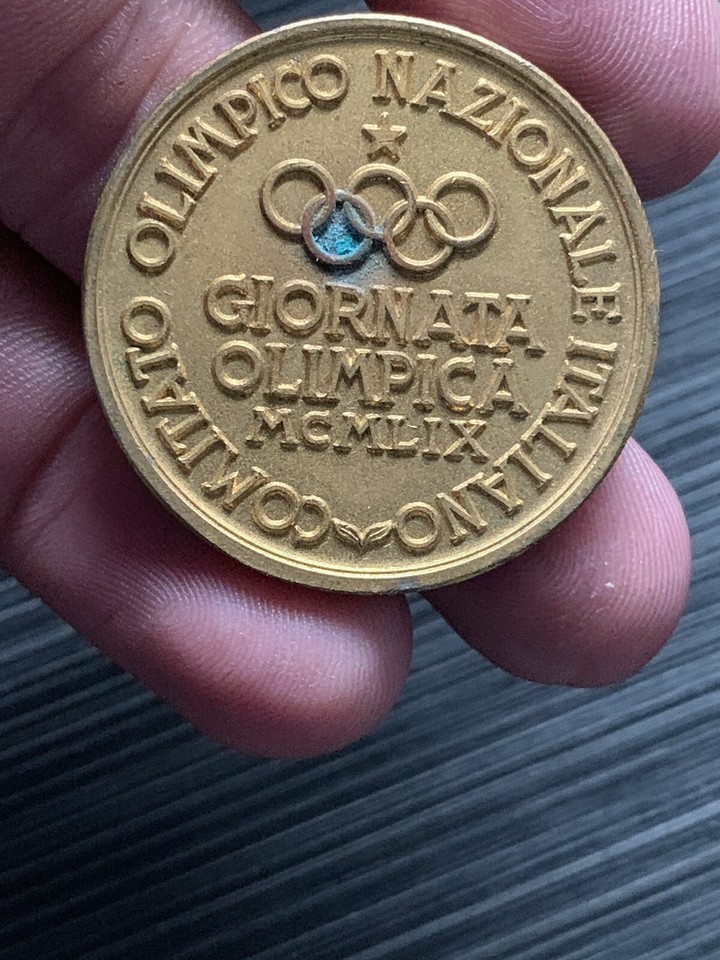 COMITATO OLIMPICO NAZIONALE ITALIANO
GIORNATA
OLIMPICA
MCMLIX